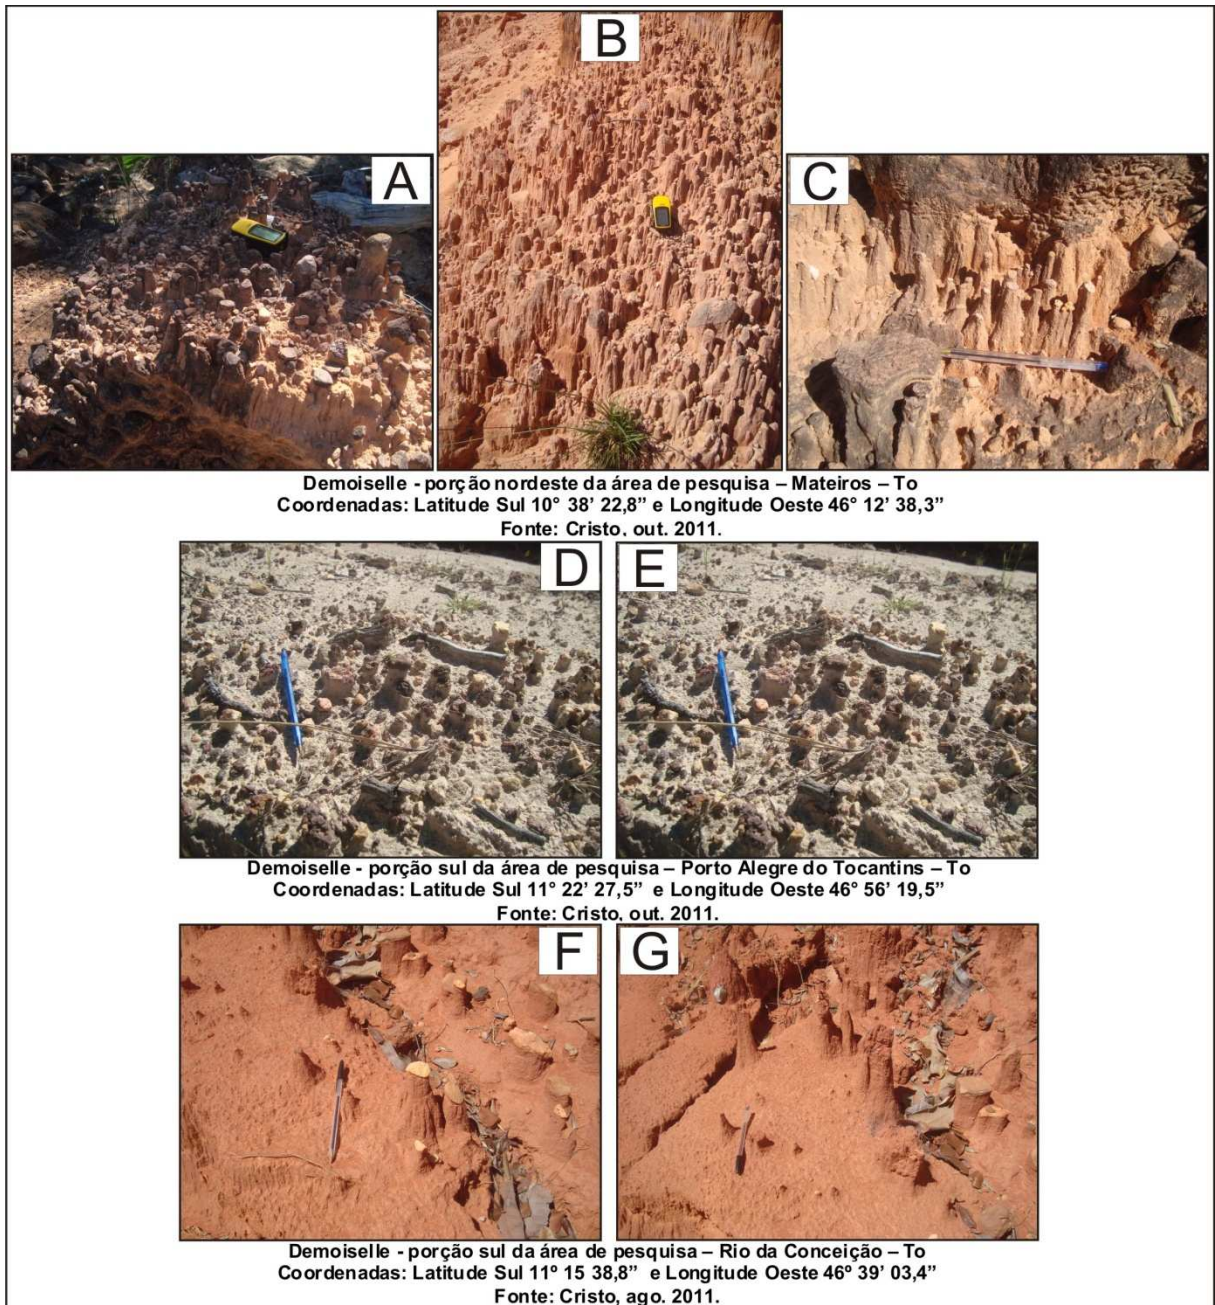 B
A
C
Demoiselle - porção nordeste da área de pesquisa – Mateiros – To
Coordenadas: Latitude Sul 10° 38’ 22,8” e Longitude Oeste 46° 12’ 38,3”
Fonte: Cristo, out. 2011.
D
E
Demoiselle - porção sul da área de pesquisa – Porto Alegre do Tocantins – To
Coordenadas: Latitude Sul 11° 22’ 27,5” e Longitude Oeste 46° 56’ 19,5”
Fonte: Cristo, out. 2011.
F
G
Demoiselle - porção sul da área de pesquisa – Rio da Conceição – To
Coordenadas: Latitude Sul 11º 15 38,8” e Longitude Oeste 46º 39’ 03,4”
Fonte: Cristo, ago. 2011.